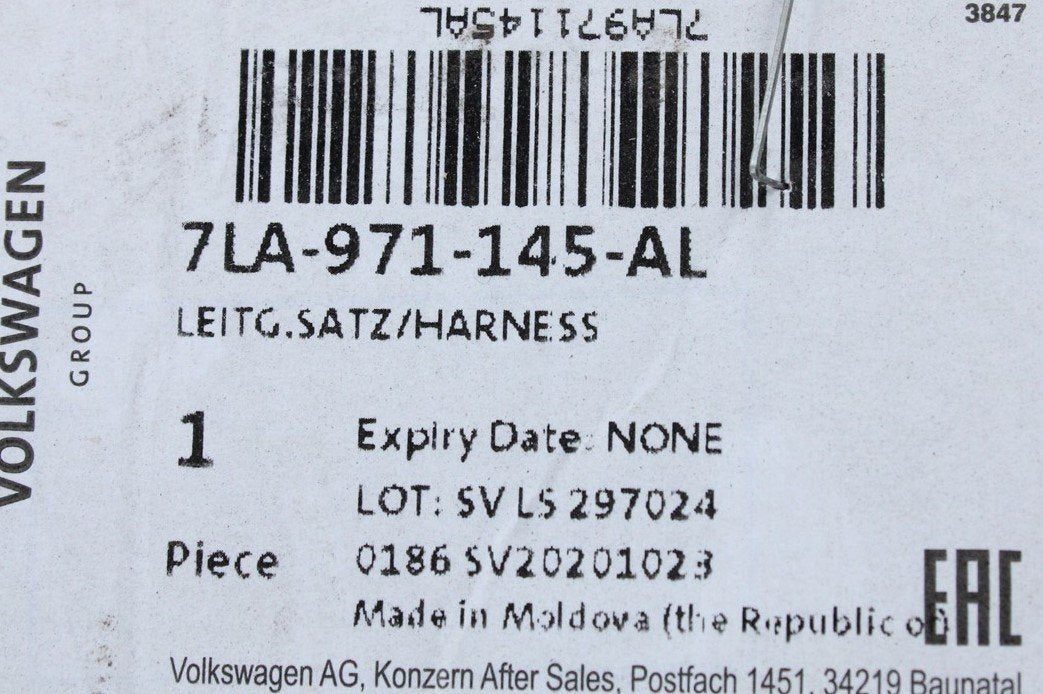 3847
7LA971145AL
7LA-971-145-AL
LEITG.SATZ/HARNESS
VOLKSWAGEN
GROUP
1
Expiry Date: NONE
LOT: SV LS 297024
Piece
0186 SV20201023
Made in Moldova (the Republic of)
EAC
Volkswagen AG, Konzern After Sales, Postfach 1451, 34219 Baunatal